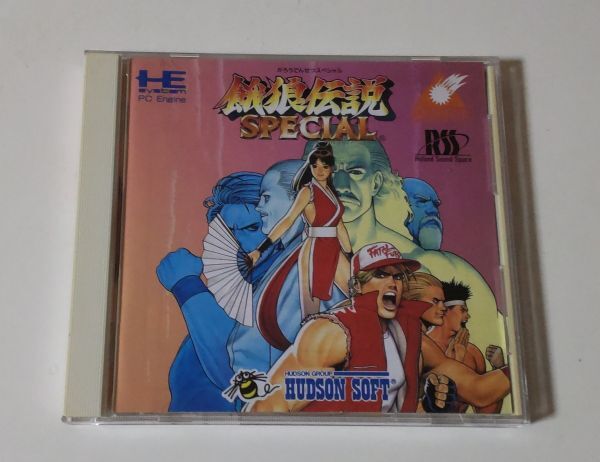 がろうでんせつスペシャル
HE
system
PC Engine
餓狼伝説
SPECIAL
®
RSS
Roland Sound Space
FATAL FURY
HUDSON GROUP
HUDSON SOFT®